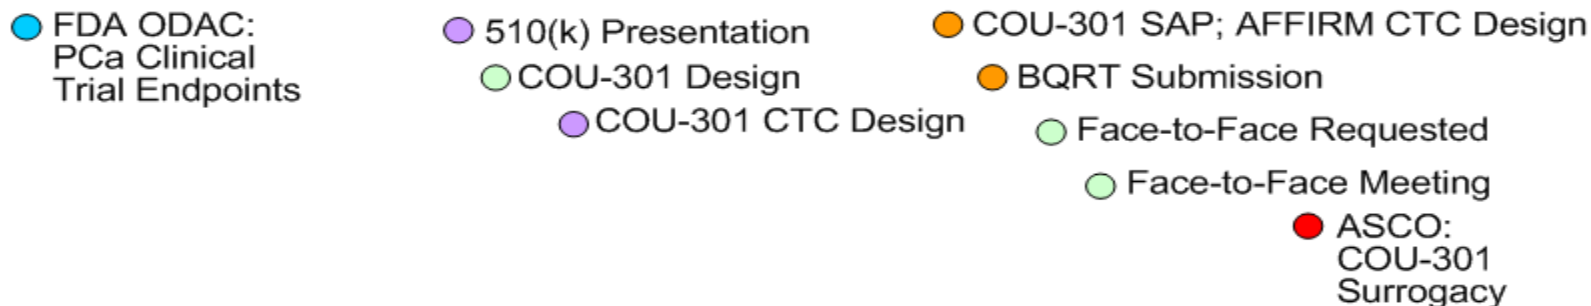 FDA ODAC:
PCa Clinical
Trial Endpoints
510(k) Presentation
COU-301 Design
COU-301 CTC Design
COU-301 SAP; AFFIRM CTC Design
BQRT Submission
Face-to-Face Requested
Face-to-Face Meeting
ASCO:
COU-301
Surrogacy